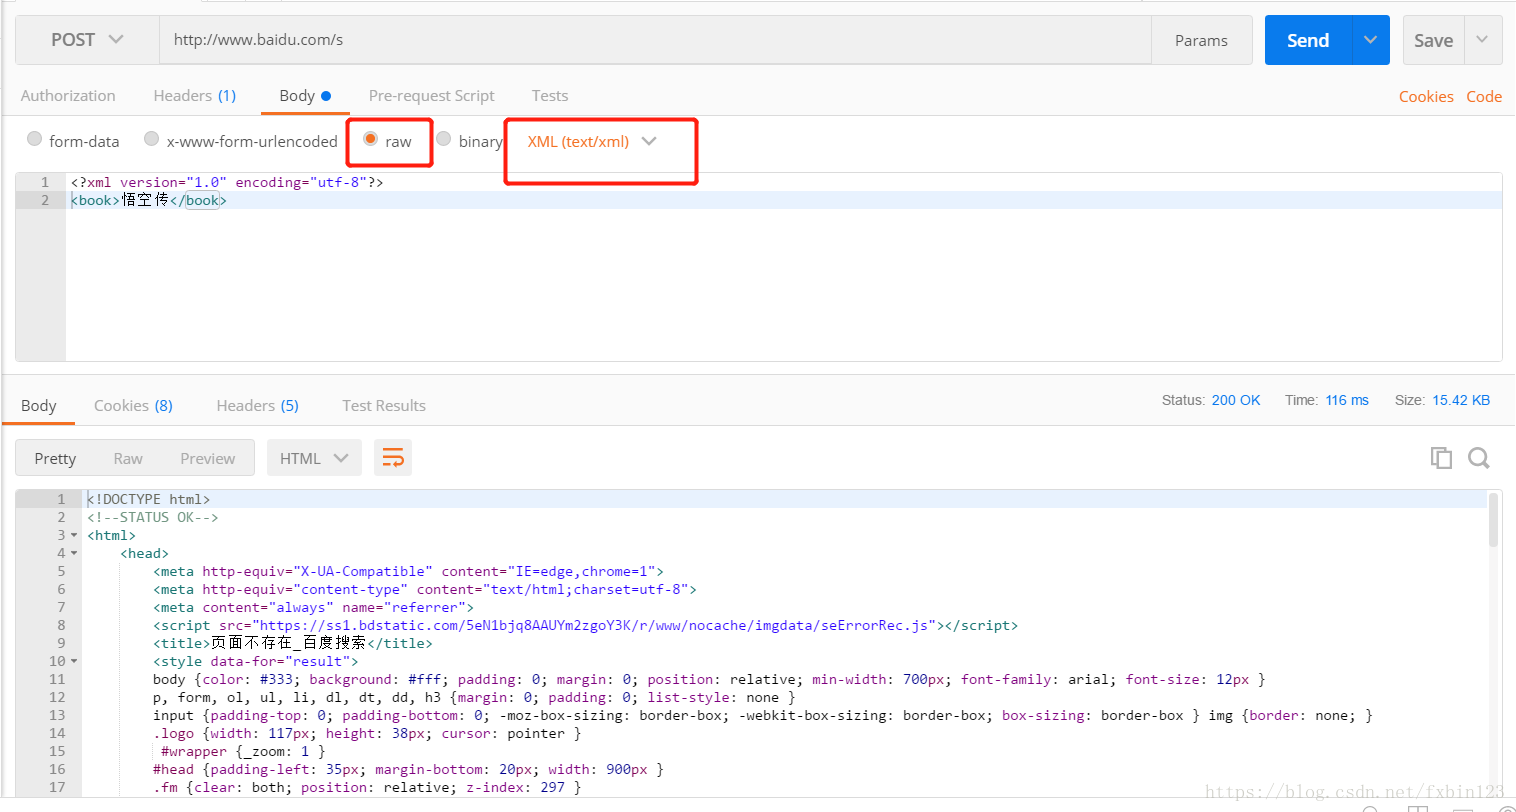 POST http://www.baidu.com/s Params Send Save
Authorization Headers (1) Body Pre-request Script Tests Cookies Code
form-data x-www-form-urlencoded raw binary XML (text/xml)
1 <?xml version="1.0" encoding="utf-8"?>
2 <book>悟空传</book>
Body Cookies (8) Headers (5) Test Results Status: 200 OK Time: 116 ms Size: 15.42 KB
Pretty Raw Preview HTML
1 <!DOCTYPE html>
2 <!--STATUS OK-->
3 <html>
4 <head>
5 <meta http-equiv="X-UA-Compatible" content="IE=edge,chrome=1">
6 <meta http-equiv="content-type" content="text/html;charset=utf-8">
7 <meta content="always" name="referrer">
8 <script src="https://ss1.bdstatic.com/5eN1bjq8AAUYm2zgoY3K/r/www/nocache/imgdata/seErrorRec.js"></script>
9 <title>页面不存在_百度搜索</title>
10 <style data-for="result">
11 body {color: #333; background: #fff; padding: 0; margin: 0; position: relative; min-width: 700px; font-family: arial; font-size: 12px }
12 p, form, ol, ul, li, dl, dt, dd, h3 {margin: 0; padding: 0; list-style: none }
13 input {padding-top: 0; padding-bottom: 0; -moz-box-sizing: border-box; -webkit-box-sizing: border-box; box-sizing: border-box } img {border: none; }
14 .logo {width: 117px; height: 38px; cursor: pointer }
15 #wrapper {_zoom: 1 }
16 #head {padding-left: 35px; margin-bottom: 20px; width: 900px }
17 .fm {clear: both; position: relative; z-index: 297 }
https://blog.csdn.net/fxbin123